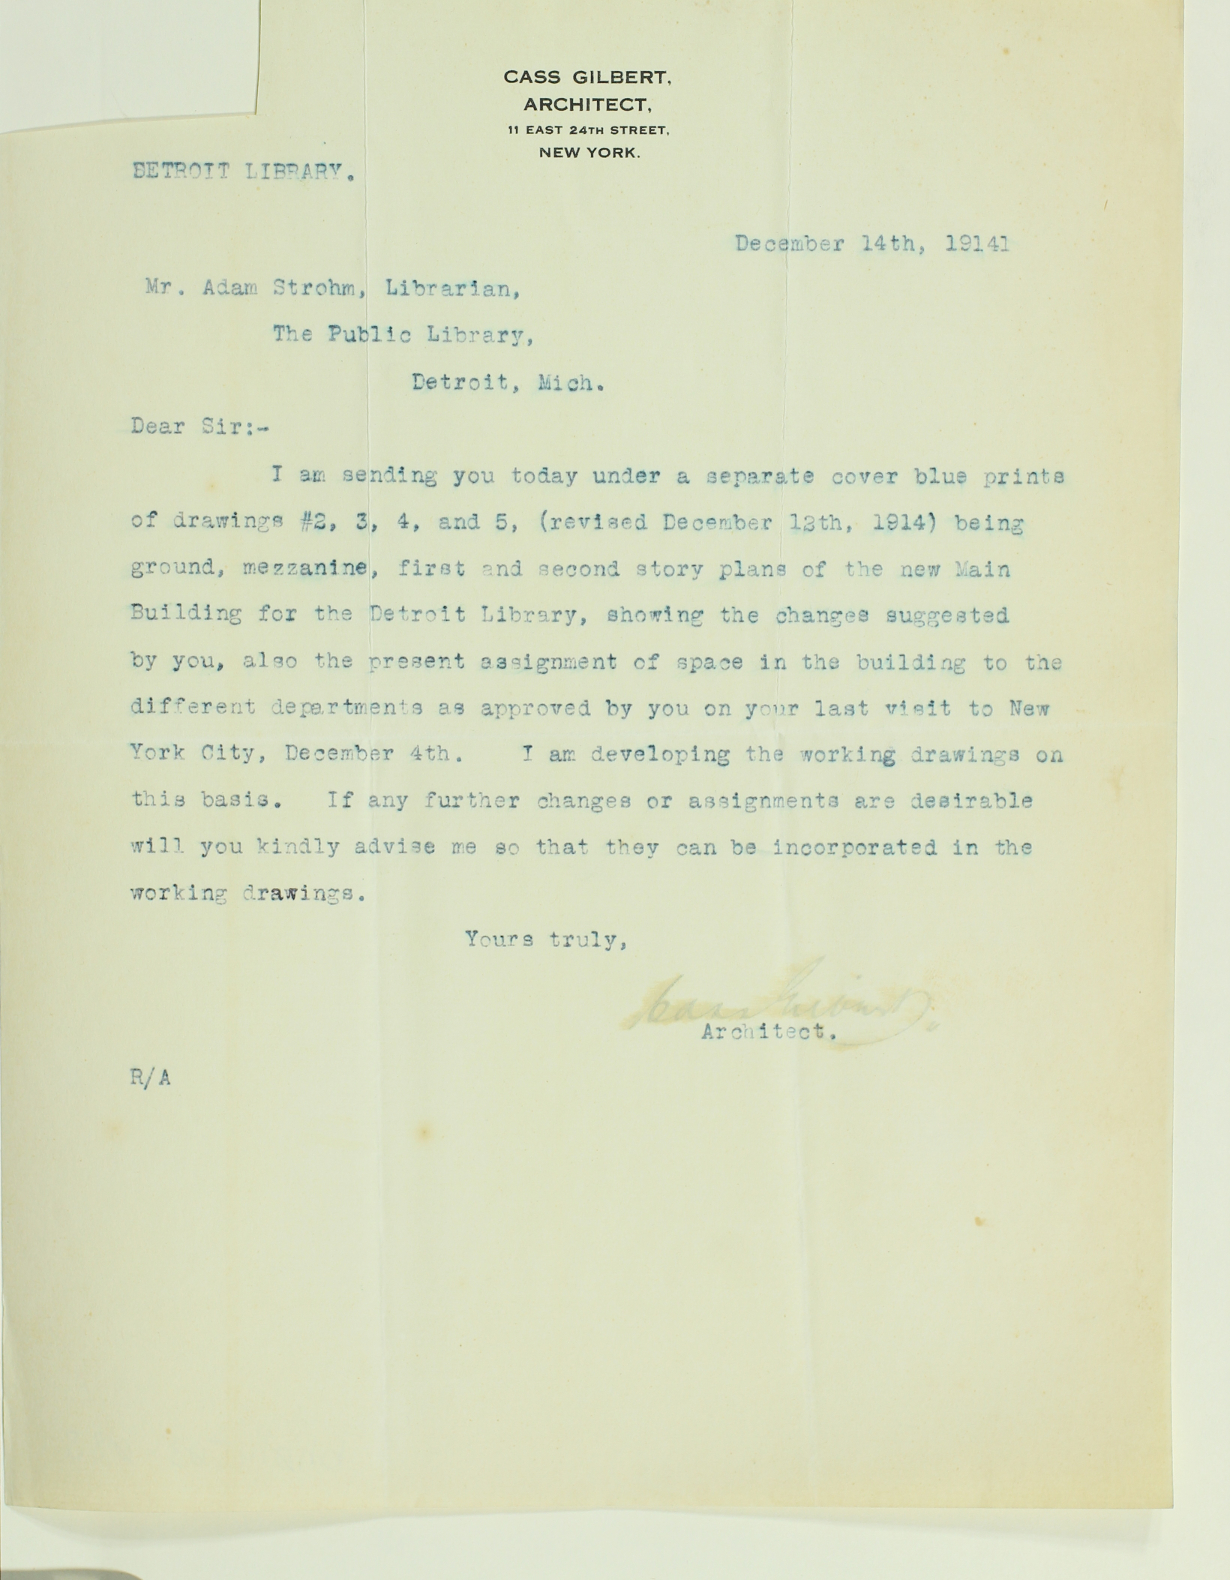 CASS GILBERT,
ARCHITECT,
11 EAST 24TH STREET,
NEW YORK.
DETROIT LIBRARY.
December 14th, 19141
Mr. Adam Strohm, Librarian,
The Public Library,
Detroit, Mich.
Dear Sir:-
I am sending you today under a separate cover blue prints
of drawings #2, 3, 4, and 5, (revised December 12th, 1914) being
ground, mezzanine, first and second story plans of the new Main
Building for the Detroit Library, showing the changes suggested
by you, also the present assignment of space in the building to the
different departments as approved by you on your last visit to New
York City, December 4th. I am developing the working drawings on
this basis. If any further changes or assignments are desirable
will you kindly advise me so that they can be incorporated in the
working drawings.
Yours truly,
Cass Gilbert.
Architect.
R/A